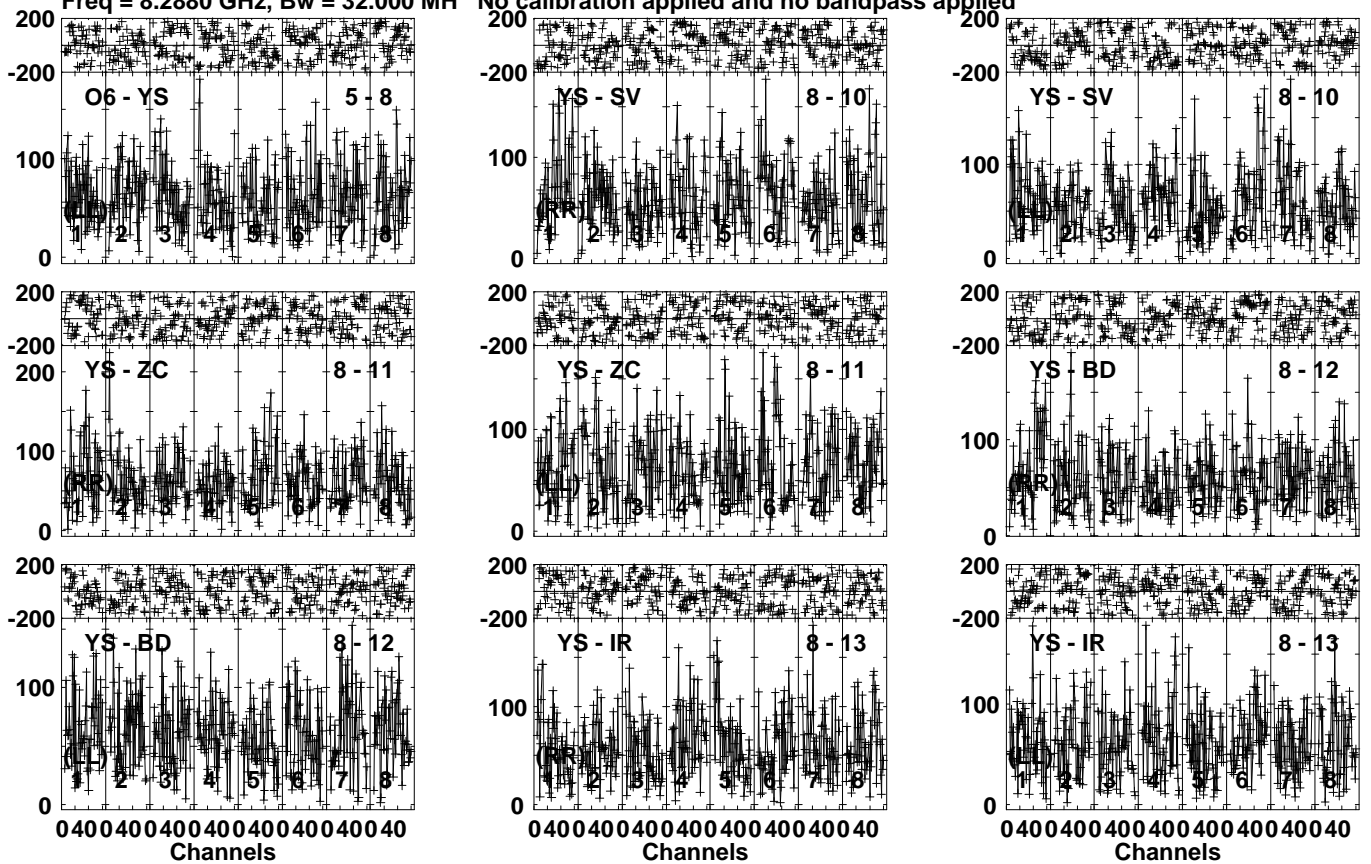 Freq = 8.2880 GHz, Bw = 32.000 MH No calibration applied and no bandpass applied
200 200 200
-200 -200 -200
O6 - YS 5 - 8 YS - SV 8 - 10 YS - SV 8 - 10
100 100 100
(LL) (RR) (LL)
1 2 3 4 5 6 7 8 1 2 3 4 5 6 7 8 1 2 3 4 5 6 7 8
0 0 0
200 200 200
-200 -200 -200
YS - ZC 8 - 11 YS - ZC 8 - 11 YS - BD 8 - 12
200
100 100 100
(RR) (LL) (RR)
1 2 3 4 5 6 7 8 1 2 3 4 5 6 7 8 1 2 3 4 5 6 7 8
0 0 0
200 200 200
-200 -200 -200
YS - BD 8 - 12 YS - IR 8 - 13 YS - IR 8 - 13
100 100 100
(LL) (RR) (LL)
1 2 3 4 5 6 7 8 1 2 3 4 5 6 7 8 1 2 3 4 5 6 7 8
0 0 0
0 40 0 40 0 40 0 40 0 40 0 40 0 40 0 40 0 40 0 40 0 40 0 40 0 40 0 40 0 40 0 40 0 40 0 40 0 40 0 40 0 40 0 40 0 40 0 40
Channels Channels Channels